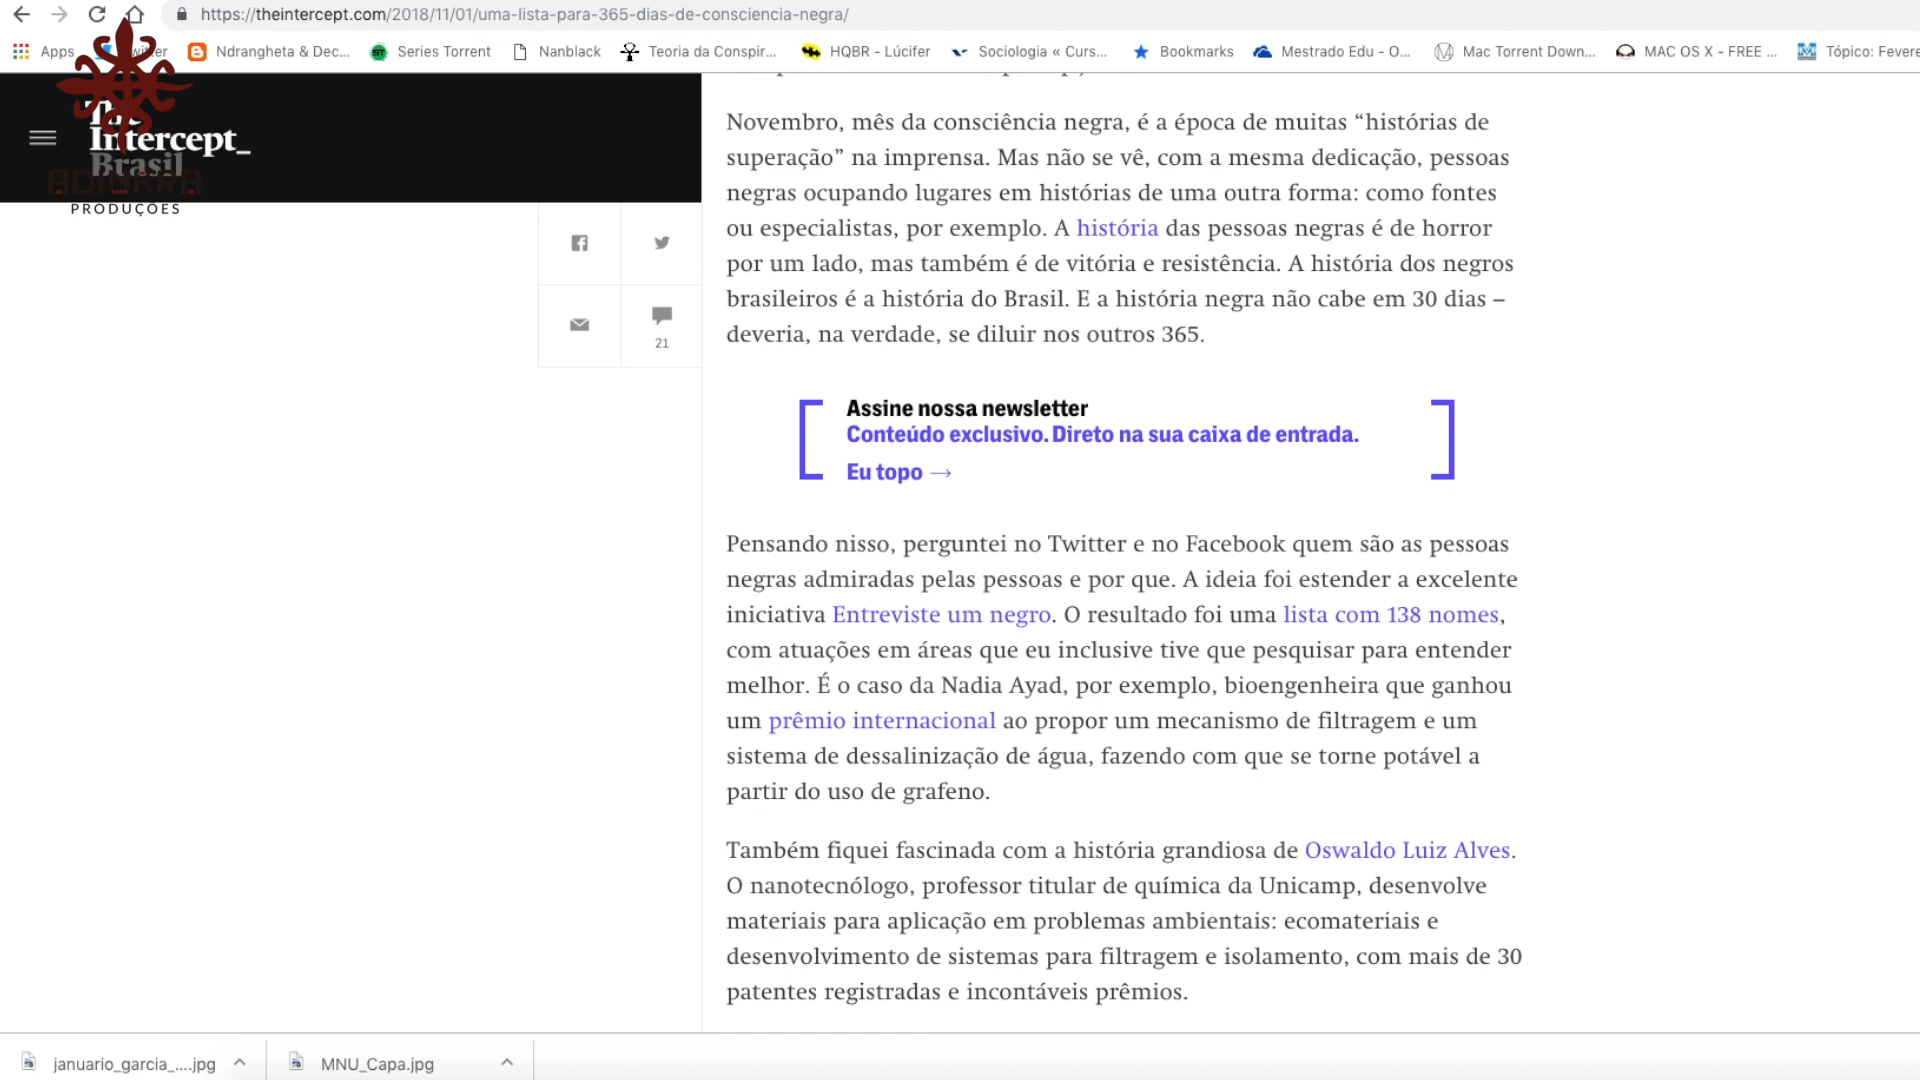 https://theintercept.com/2018/11/01/uma-lista-para-365-dias-de-consciencia-negra/
Apps
Ndrangheta & Dec...
Series Torrent
Nanblack
Teoria da Conspir...
HQBR - Lúcifer
Sociologia « Curs...
Bookmarks
Mestrado Edu - O...
Mac Torrent Down...
MAC OS X - FREE ...
Tópico: Fevere
The
Intercept_
Brasil
ADINKRA
PRODUÇÕES
21
Novembro, mês da consciência negra, é a época de muitas “histórias de
superação” na imprensa. Mas não se vê, com a mesma dedicação, pessoas
negras ocupando lugares em histórias de uma outra forma: como fontes
ou especialistas, por exemplo. A história das pessoas negras é de horror
por um lado, mas também é de vitória e resistência. A história dos negros
brasileiros é a história do Brasil. E a história negra não cabe em 30 dias –
deveria, na verdade, se diluir nos outros 365.
Assine nossa newsletter
Conteúdo exclusivo. Direto na sua caixa de entrada.
Eu topo →
Pensando nisso, perguntei no Twitter e no Facebook quem são as pessoas
negras admiradas pelas pessoas e por que. A ideia foi estender a excelente
iniciativa Entreviste um negro. O resultado foi uma lista com 138 nomes,
com atuações em áreas que eu inclusive tive que pesquisar para entender
melhor. É o caso da Nadia Ayad, por exemplo, bioengenheira que ganhou
um prêmio internacional ao propor um mecanismo de filtragem e um
sistema de dessalinização de água, fazendo com que se torne potável a
partir do uso de grafeno.
Também fiquei fascinada com a história grandiosa de Oswaldo Luiz Alves.
O nanotecnólogo, professor titular de química da Unicamp, desenvolve
materiais para aplicação em problemas ambientais: ecomateriais e
desenvolvimento de sistemas para filtragem e isolamento, com mais de 30
patentes registradas e incontáveis prêmios.
januario_garcia_....jpg
MNU_Capa.jpg